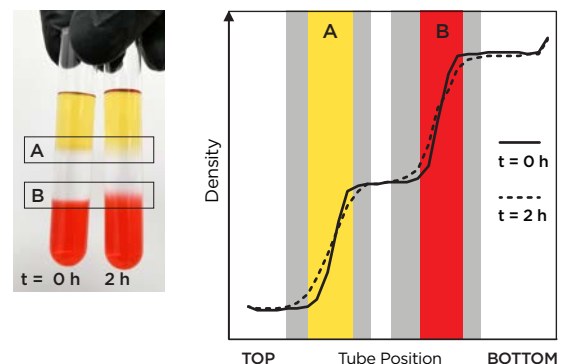 A
B
t = 0 h 2 h
A B
Density
t = 0 h
t = 2 h
TOP Tube Position BOTTOM